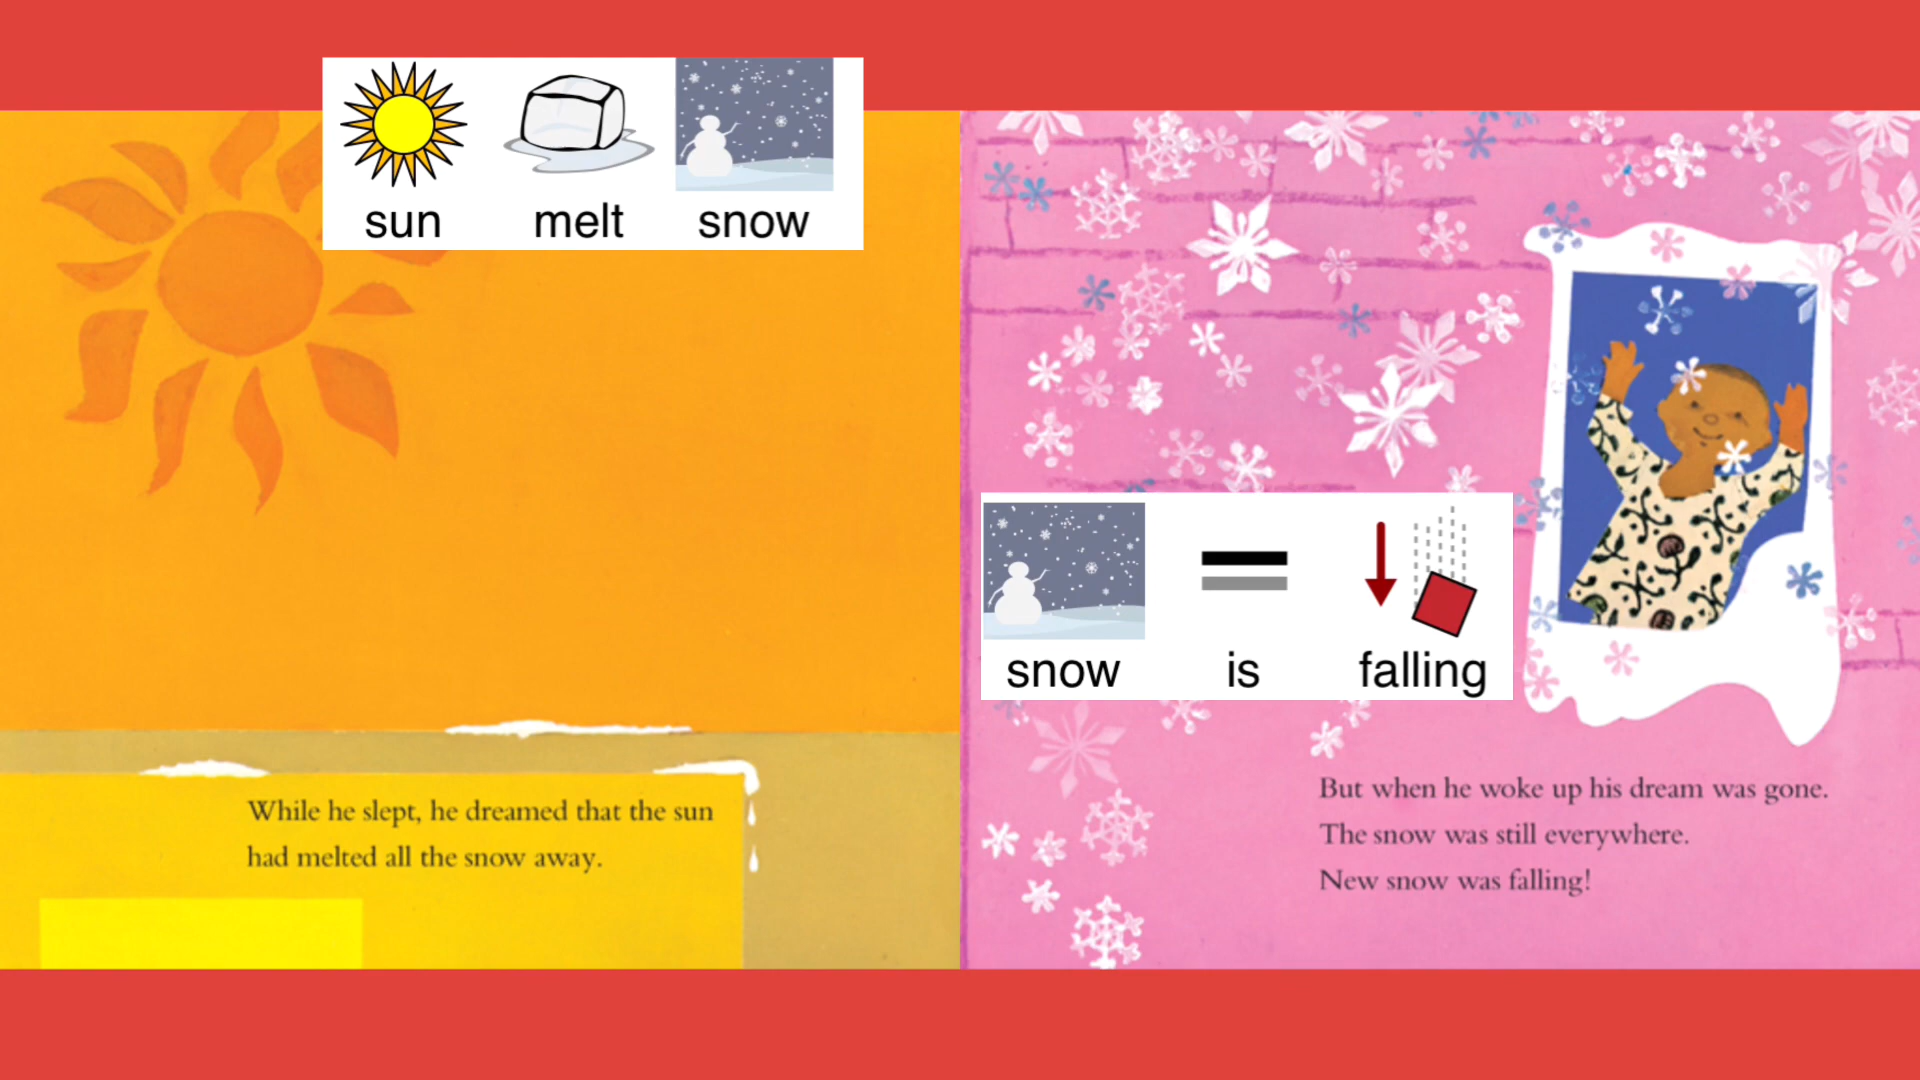 sun melt snow
While he slept, he dreamed that the sun
had melted all the snow away.
snow is falling
But when he woke up his dream was gone.
The snow was still everywhere.
New snow was falling!